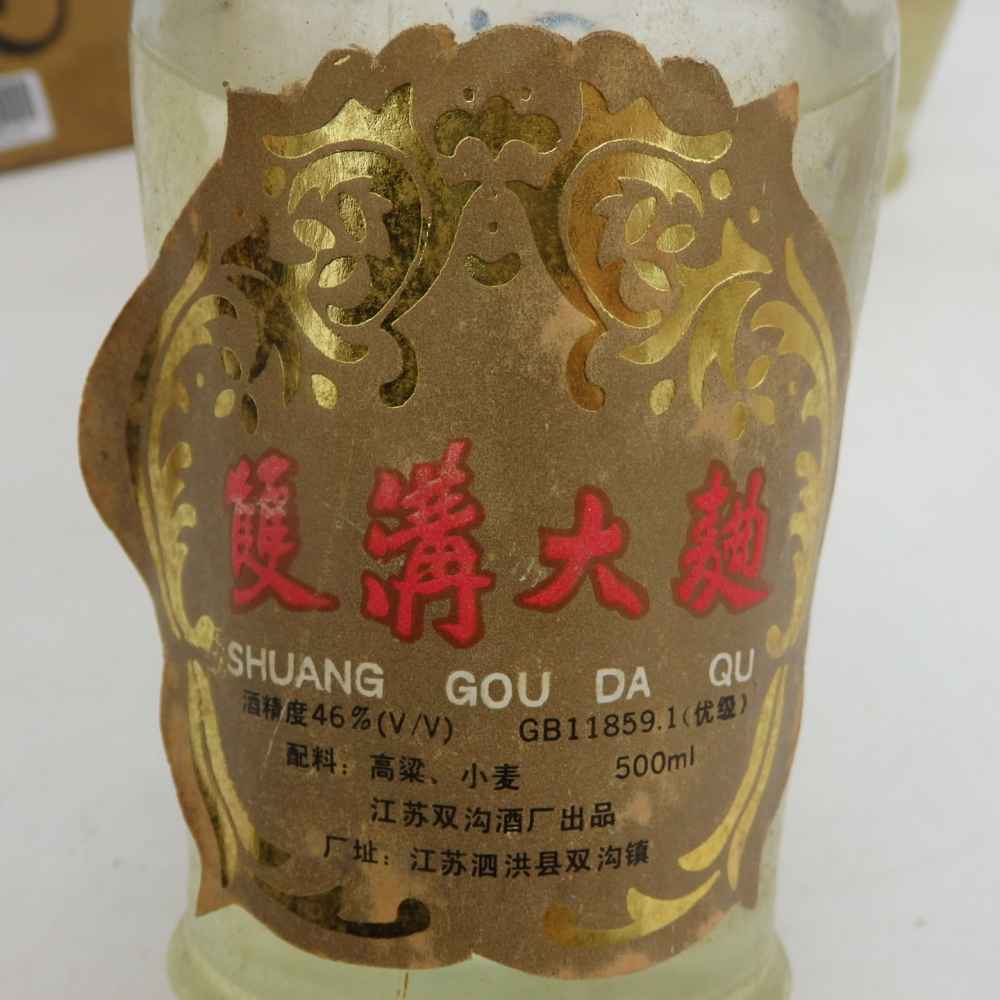 雙溝大麯
SHUANG GOU DA QU
酒精度46%(V/V) GB11859.1(优级)
配料：高粱、小麦 500ml
江苏双沟酒厂出品
厂址：江苏泗洪县双沟镇